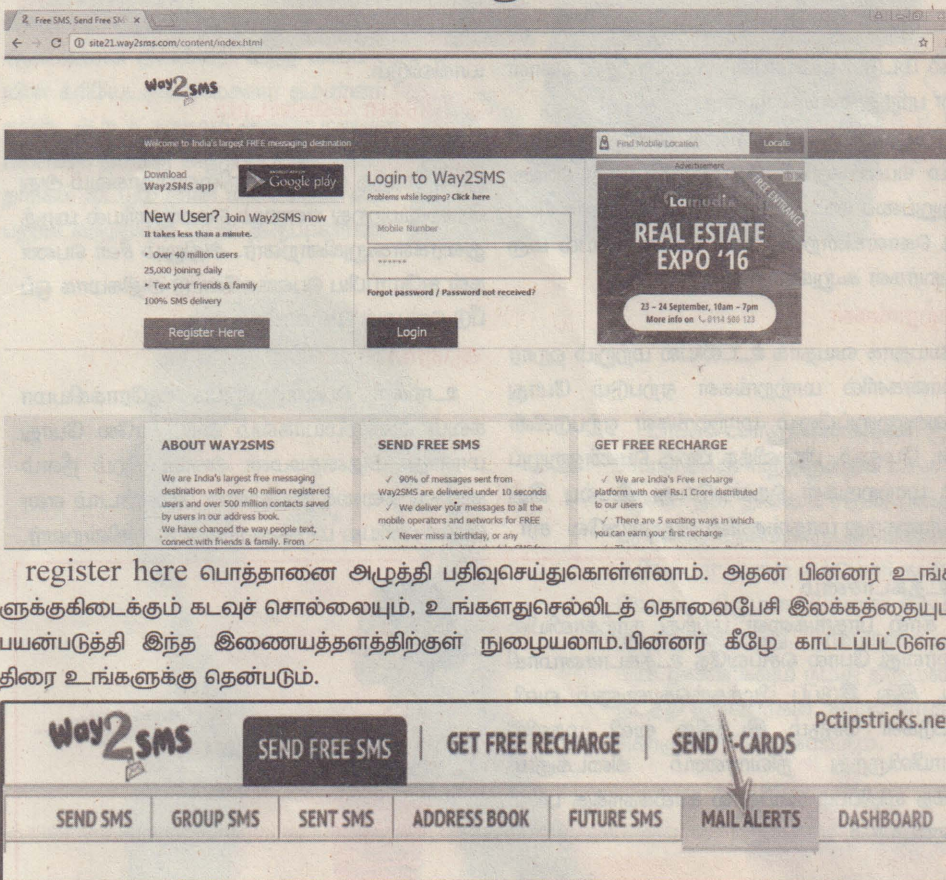 Free SMS, Send Free SM
site21.way2sms.com/content/index.html
Way2SMS
Welcome to India's largest FREE messaging destination
Find Mobile Location Locate
Advertisement
Download
Way2SMS app
Google play
New User? Join Way2SMS now
It takes less than a minute.
Over 40 million users
25,000 joining daily
Text your friends & family
100% SMS delivery
Register Here
Login to Way2SMS
Problems while logging? Click here
Mobile Number
******
Forgot password / Password not received?
Login
Lamudi
FREE ENTRANCE
REAL ESTATE
EXPO '16
23 – 24 September, 10am – 7pm
More info on 0114 506 123
ABOUT WAY2SMS
We are India's largest free messaging
destination with over 40 million registered
users and over 500 million contacts saved
by users in our address book.
We have changed the way people text,
connect with friends & family. From
SEND FREE SMS
✓ 90% of messages sent from
Way2SMS are delivered under 10 seconds
✓ We deliver your messages to all the
mobile operators and networks for FREE
✓ Never miss a birthday, or any
GET FREE RECHARGE
✓ We are India's Free recharge
platform with over Rs.1 Crore distributed
to our users
✓ There are 5 exciting ways in which
you can earn your first recharge
register here பொத்தானை அழுத்தி பதிவுசெய்துகொள்ளலாம். அதன் பின்னர் உங்க
ளுக்குகிடைக்கும் கடவுச் சொல்லையும், உங்களதுசெல்லிடத் தொலைபேசி இலக்கத்தையும்
பயன்படுத்தி இந்த இணையத்தளத்திற்குள் நுழையலாம்.பின்னர் கீழே காட்டப்பட்டுள்ள
திரை உங்களுக்கு தென்படும்.
Way2SMS SEND FREE SMS GET FREE RECHARGE SEND E-CARDS Pctipstricks.ne
SEND SMS GROUP SMS SENT SMS ADDRESS BOOK FUTURE SMS MAIL ALERTS DASHBOARD